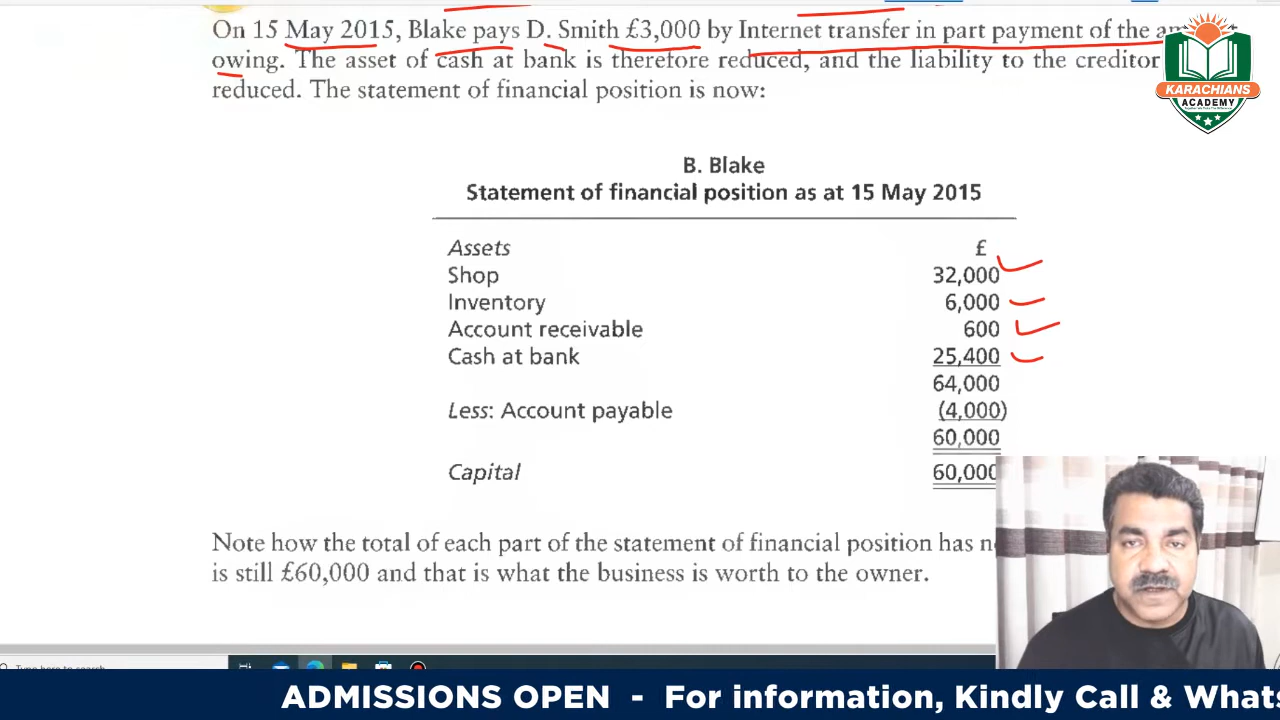 On 15 May 2015, Blake pays D. Smith £3,000 by Internet transfer in part payment of the
owing. The asset of cash at bank is therefore reduced, and the liability to the creditor
reduced. The statement of financial position is now:
KARACHIANS
ACADEMY
B. Blake
Statement of financial position as at 15 May 2015
Assets £
Shop 32,000
Inventory 6,000
Account receivable 600
Cash at bank 25,400
64,000
Less: Account payable (4,000)
60,000
Capital 60,000
Note how the total of each part of the statement of financial position has
is still £60,000 and that is what the business is worth to the owner.
ADMISSIONS OPEN - For information, Kindly Call & Whats